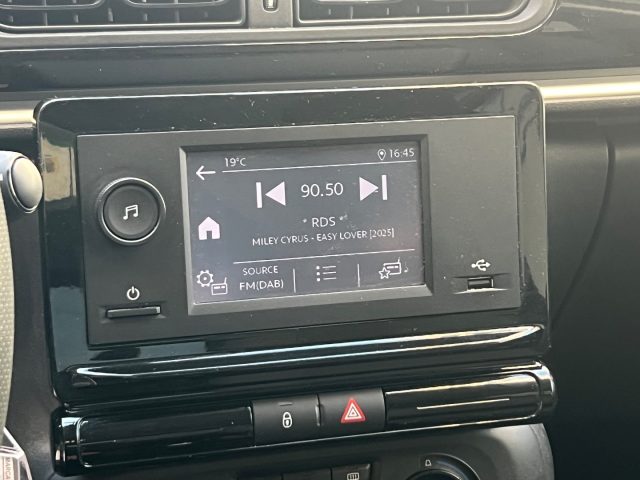 19°C 16:45
90.50
* RDS *
MILEY CYRUS - EASY LOVER [2025]
SOURCE
FM(DAB)